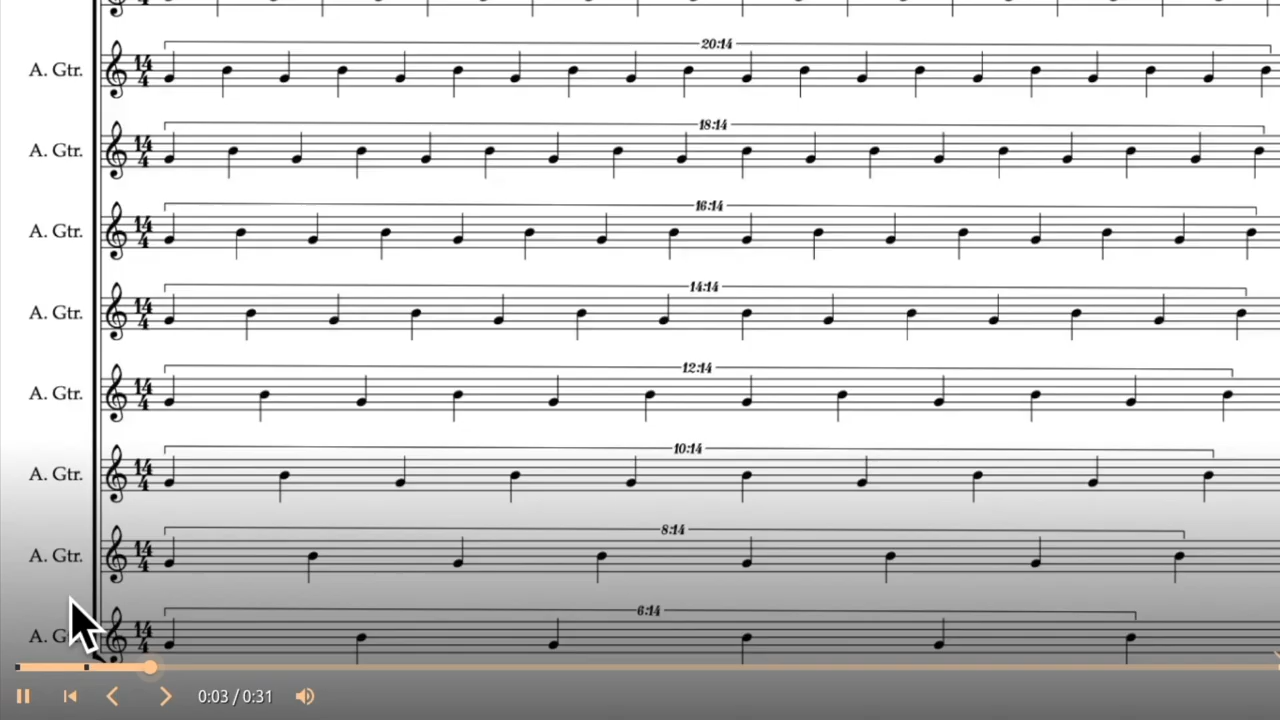 20:14
A. Gtr. 14 4
18:14
A. Gtr. 14 4
16:14
A. Gtr. 14 4
14:14
A. Gtr. 14 4
12:14
A. Gtr. 14 4
10:14
A. Gtr. 14 4
8:14
A. Gtr. 14 4
6:14
A. G 14 4
0:03 / 0:31